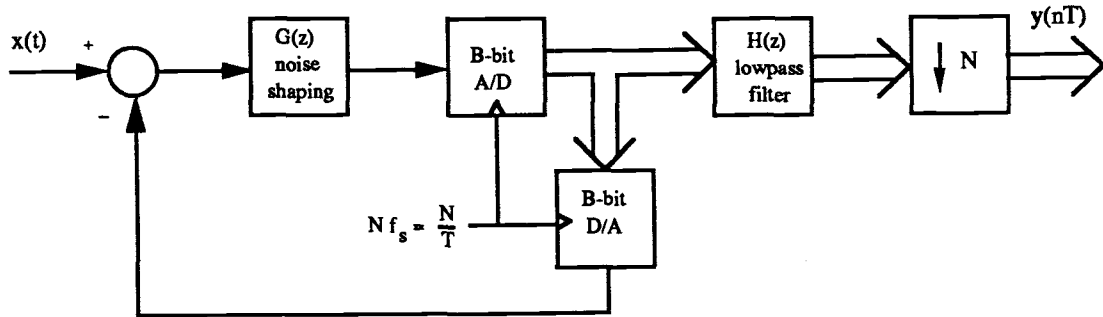 x(t)
+
−
G(z)
noise
shaping
B-bit
A/D
H(z)
lowpass
filter
N
y(nT)
B-bit
D/A
N f_s = N/T